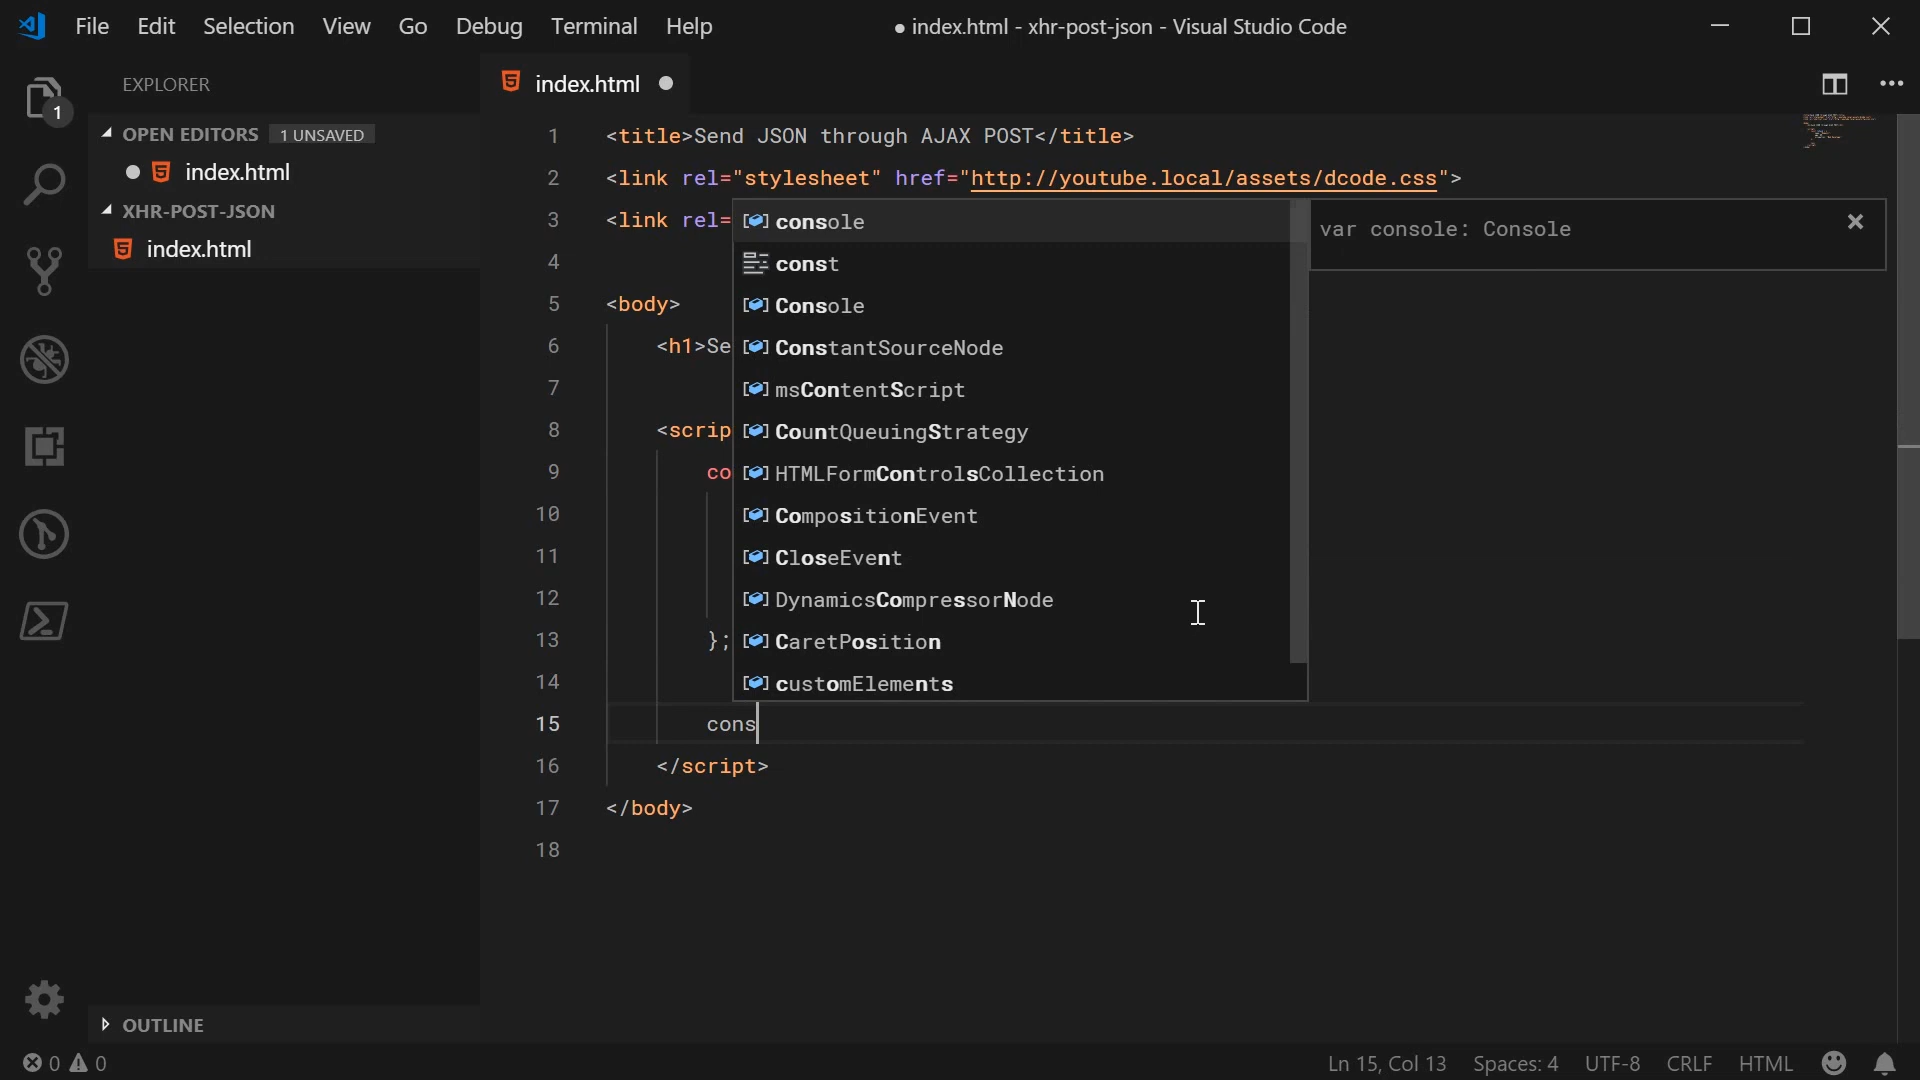 File Edit Selection View Go Debug Terminal Help
● index.html - xhr-post-json - Visual Studio Code
EXPLORER
1
OPEN EDITORS 1 UNSAVED
index.html
XHR-POST-JSON
index.html
OUTLINE
index.html
1 <title>Send JSON through AJAX POST</title>
2 <link rel="stylesheet" href="http://youtube.local/assets/dcode.css">
3 <link rel=
4
5 <body>
6 <h1>Se
7
8 <scrip
9 co
10
11
12
13 };
14
15 cons
16 </script>
17 </body>
18
console
const
Console
ConstantSourceNode
msContentScript
CountQueuingStrategy
HTMLFormControlsCollection
CompositionEvent
CloseEvent
DynamicsCompressorNode
CaretPosition
customElements
var console: Console
0 0
Ln 15, Col 13 Spaces: 4 UTF-8 CRLF HTML